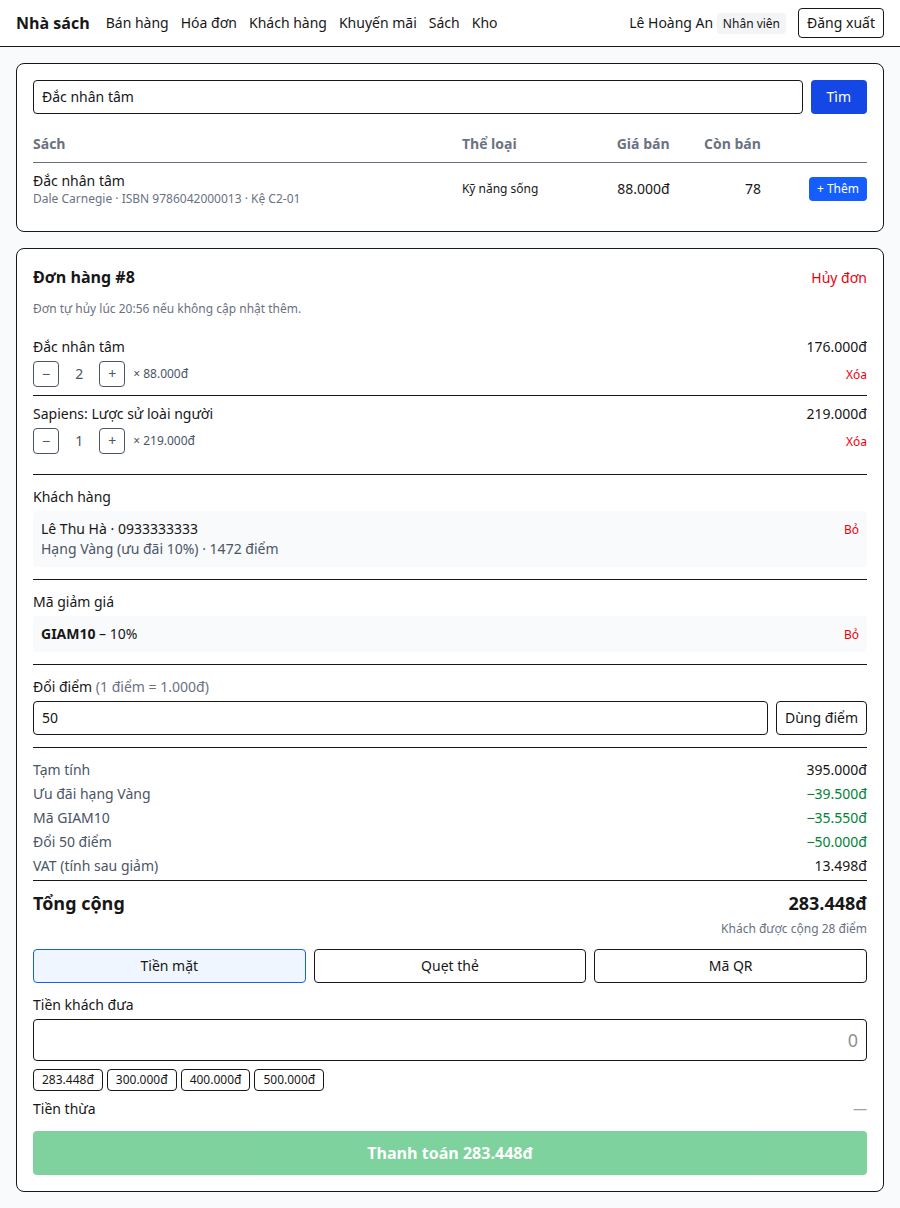 Nhà sách Bán hàng Hóa đơn Khách hàng Khuyến mãi Sách Kho Lê Hoàng An Nhân viên Đăng xuất
Đắc nhân tâm Tìm
Sách Thể loại Giá bán Còn bán
Đắc nhân tâm
Dale Carnegie · ISBN 9786042000013 · Kệ C2-01 Kỹ năng sống 88.000đ 78 + Thêm
Đơn hàng #8 Hủy đơn
Đơn tự hủy lúc 20:56 nếu không cập nhật thêm.
Đắc nhân tâm 176.000đ
− 2 + × 88.000đ Xóa
Sapiens: Lược sử loài người 219.000đ
− 1 + × 219.000đ Xóa
Khách hàng
Lê Thu Hà · 0933333333 Bỏ
Hạng Vàng (ưu đãi 10%) · 1472 điểm
Mã giảm giá
GIAM10 – 10% Bỏ
Đổi điểm (1 điểm = 1.000đ)
50 Dùng điểm
Tạm tính 395.000đ
Ưu đãi hạng Vàng −39.500đ
Mã GIAM10 −35.550đ
Đổi 50 điểm −50.000đ
VAT (tính sau giảm) 13.498đ
Tổng cộng 283.448đ
Khách được cộng 28 điểm
Tiền mặt Quẹt thẻ Mã QR
Tiền khách đưa
0
283.448đ 300.000đ 400.000đ 500.000đ
Tiền thừa —
Thanh toán 283.448đ